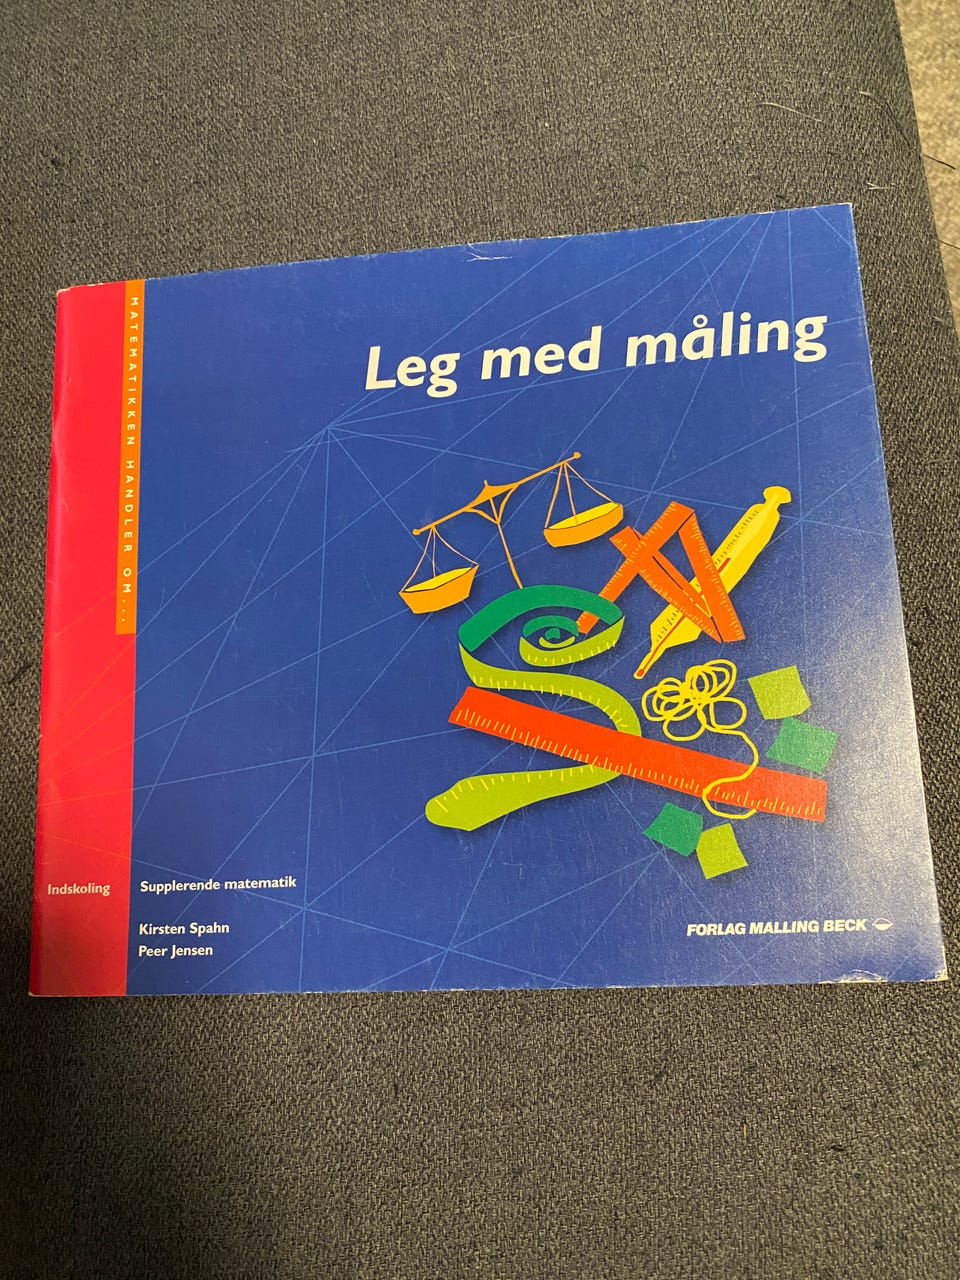 MATEMATIKKEN HANDLER OM...
Leg med måling
Indskoling
Supplerende matematik
Kirsten Spahn
Peer Jensen
FORLAG MALLING BECK